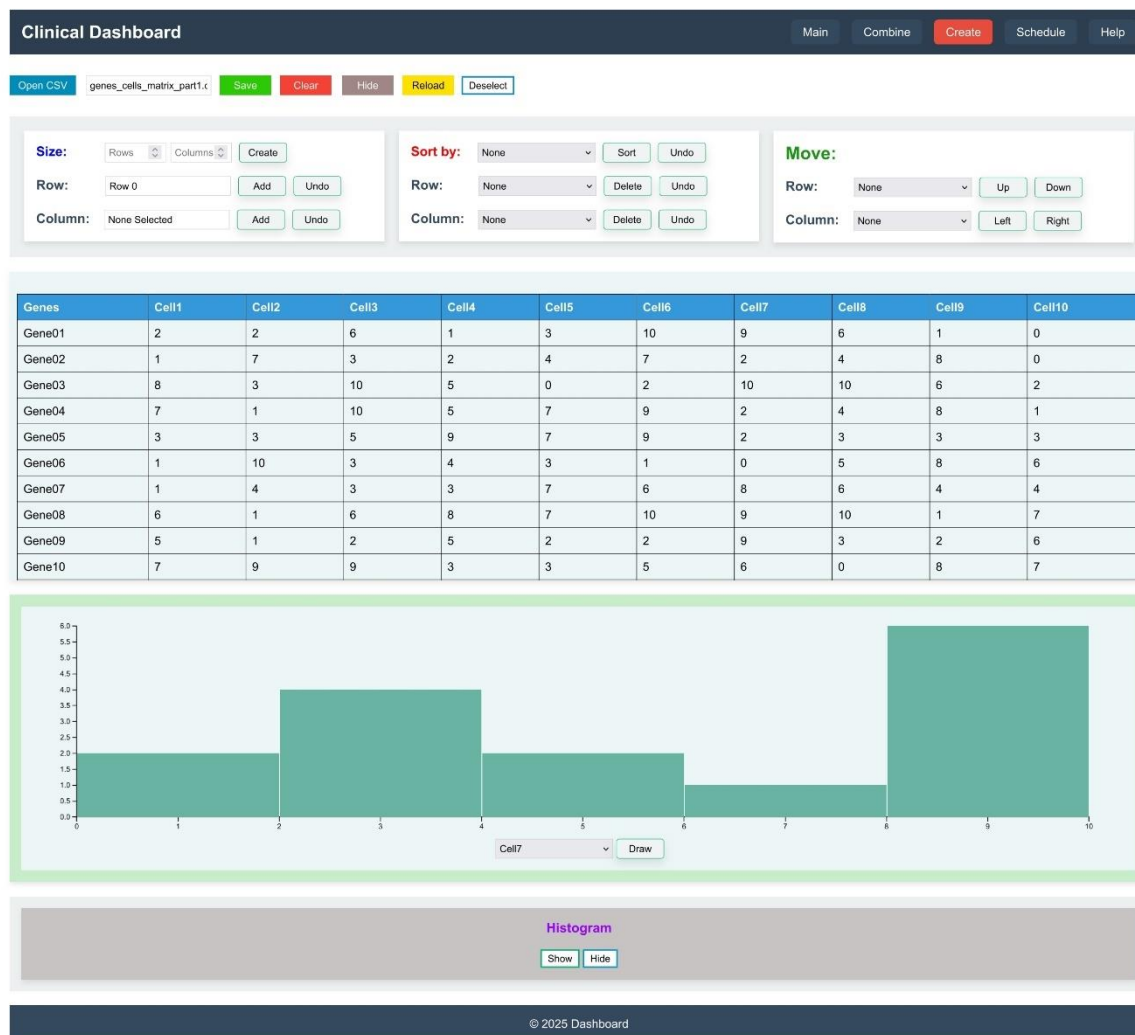 Clinical Dashboard Main Combine Create Schedule Help
Open CSV genes_cells_matrix_part1.c Save Clear Hide Reload Deselect
Size: Rows Columns Create
Row: Row 0 Add Undo
Column: None Selected Add Undo
Sort by: None Sort Undo
Row: None Delete Undo
Column: None Delete Undo
Move:
Row: None Up Down
Column: None Left Right
Genes Cell1 Cell2 Cell3 Cell4 Cell5 Cell6 Cell7 Cell8 Cell9 Cell10
Gene01 2 2 6 1 3 10 9 6 1 0
Gene02 1 7 3 2 4 7 2 4 8 0
Gene03 8 3 10 5 0 2 10 10 6 2
Gene04 7 1 10 5 7 9 2 4 8 1
Gene05 3 3 5 9 7 9 2 3 3 3
Gene06 1 10 3 4 3 1 0 5 8 6
Gene07 1 4 3 3 7 6 8 6 4 4
Gene08 6 1 6 8 7 10 9 10 1 7
Gene09 5 1 2 5 2 2 9 3 2 6
Gene10 7 9 9 3 3 5 6 0 8 7
6.0
5.5
5.0
4.5
4.0
3.5
3.0
2.5
2.0
1.5
1.0
0.5
0.0
0 1 2 3 4 5 6 7 8 9 10
Cell7 Draw
Histogram
Show Hide
© 2025 Dashboard